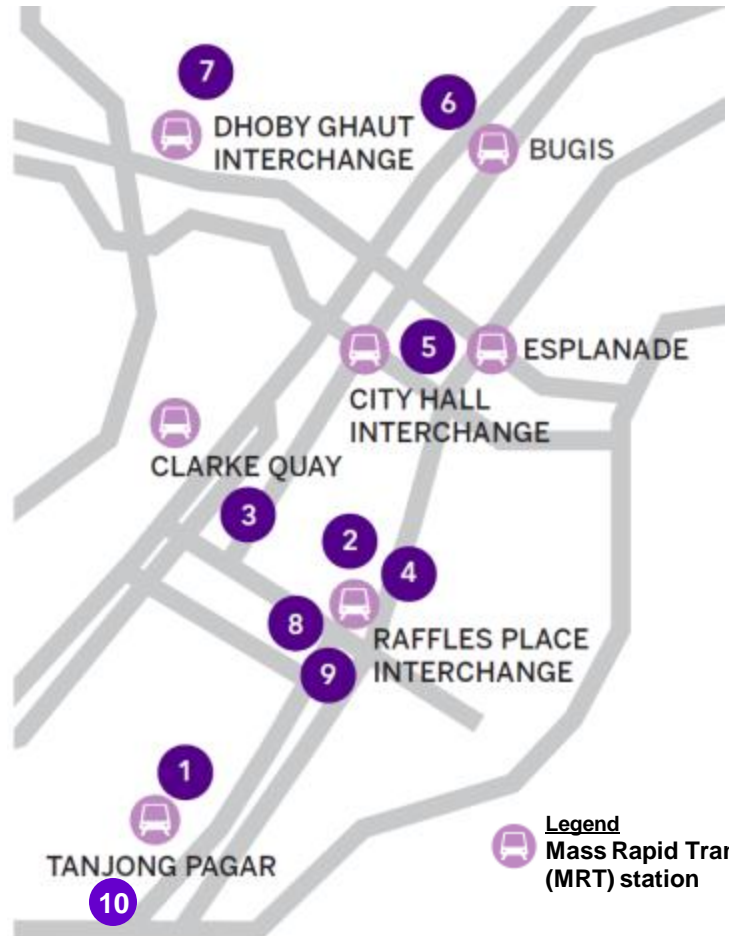 7
6
DHOBY GHAUT
INTERCHANGE
BUGIS
5
ESPLANADE
CITY HALL
INTERCHANGE
CLARKE QUAY
3
2
4
8
RAFFLES PLACE
INTERCHANGE
9
1
TANJONG PAGAR
10
Legend
Mass Rapid Tran
(MRT) station